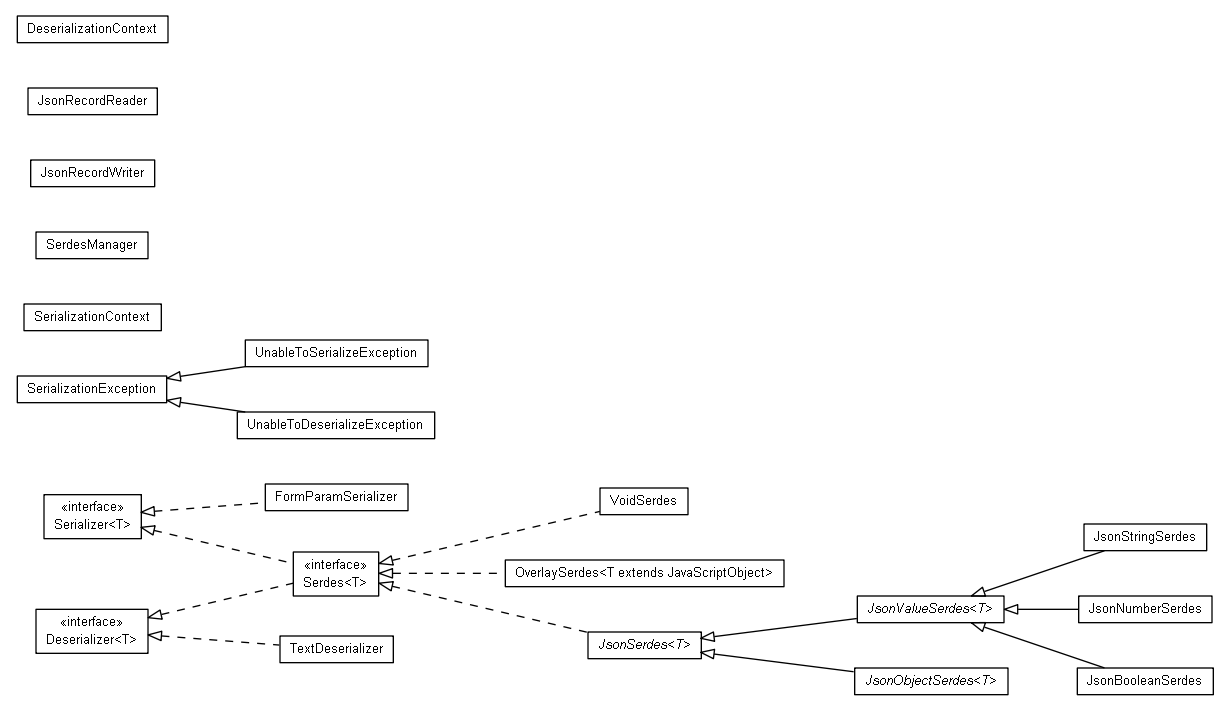 DeserializationContext
JsonRecordReader
JsonRecordWriter
SerdesManager
SerializationContext
UnableToSerializeException
SerializationException
UnableToDeserializeException
FormParamSerializer
«interface»
Serializer<T>
VoidSerdes
JsonStringSerdes
«interface»
Serdes<T>
OverlaySerdes<T extends JavaScriptObject>
JsonValueSerdes<T>
JsonNumberSerdes
«interface»
Deserializer<T>
TextDeserializer
JsonSerdes<T>
JsonObjectSerdes<T>
JsonBooleanSerdes